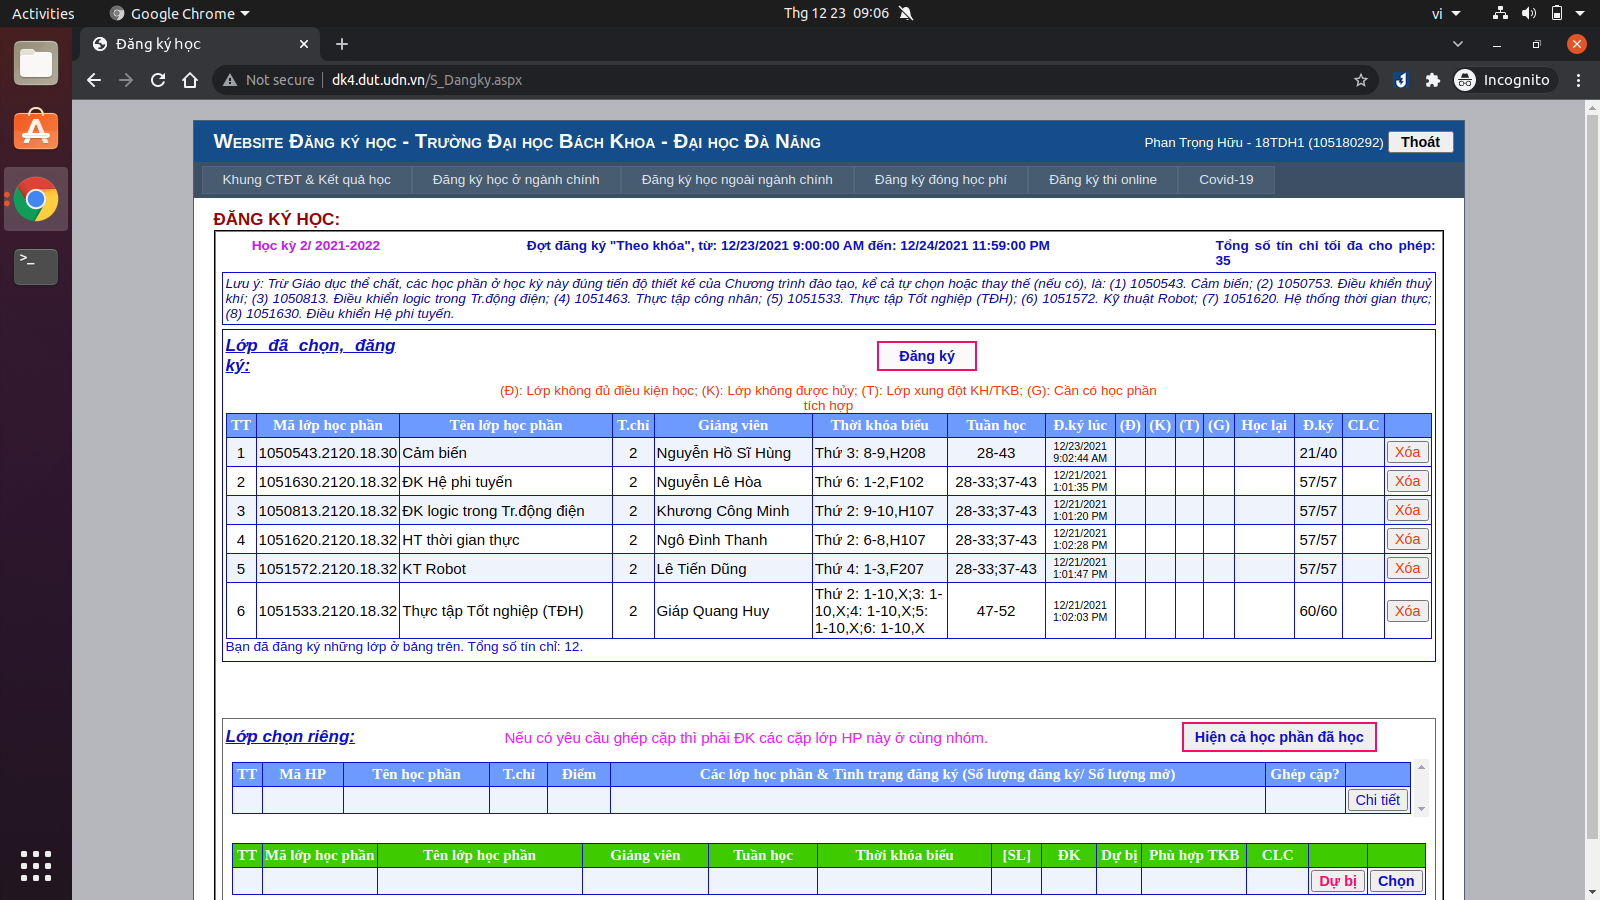 Activities Google Chrome Thg 12 23 09:06 vi
Đăng ký học
Not secure dk4.dut.udn.vn/S_Dangky.aspx Incognito
Website Đăng ký học - Trường Đại học Bách Khoa - Đại học Đà Nẵng Phan Trọng Hữu - 18TDH1 (105180292) Thoát
Khung CTĐT & Kết quả học Đăng ký học ở ngành chính Đăng ký học ngoài ngành chính Đăng ký đóng học phí Đăng ký thi online Covid-19
ĐĂNG KÝ HỌC:
Học kỳ 2/ 2021-2022 Đợt đăng ký "Theo khóa", từ: 12/23/2021 9:00:00 AM đến: 12/24/2021 11:59:00 PM Tổng số tín chỉ tối đa cho phép:
35
Lưu ý: Trừ Giáo dục thể chất, các học phần ở học kỳ này đúng tiến độ thiết kế của Chương trình đào tạo, kể cả tự chọn hoặc thay thế (nếu có), là: (1) 1050543. Cảm biến; (2) 1050753. Điều khiển thuỷ
khí; (3) 1050813. Điều khiển logic trong Tr.động điện; (4) 1051463. Thực tập công nhân; (5) 1051533. Thực tập Tốt nghiệp (TĐH); (6) 1051572. Kỹ thuật Robot; (7) 1051620. Hệ thống thời gian thực;
(8) 1051630. Điều khiển Hệ phi tuyến.
Lớp đã chọn, đăng
ký:
Đăng ký
(Đ): Lớp không đủ điều kiện học; (K): Lớp không được hủy; (T): Lớp xung đột KH/TKB; (G): Cần có học phần
tích hợp
TT Mã lớp học phần Tên lớp học phần T.chỉ Giảng viên Thời khóa biểu Tuần học Đ.ký lúc (Đ) (K) (T) (G) Học lại Đ.ký CLC
1 1050543.2120.18.30 Cảm biến 2 Nguyễn Hồ Sĩ Hùng Thứ 3: 8-9,H208 28-43 12/23/2021 9:02:44 AM 21/40 Xóa
2 1051630.2120.18.32 ĐK Hệ phi tuyến 2 Nguyễn Lê Hòa Thứ 6: 1-2,F102 28-33;37-43 12/21/2021 1:01:35 PM 57/57 Xóa
3 1050813.2120.18.32 ĐK logic trong Tr.động điện 2 Khương Công Minh Thứ 2: 9-10,H107 28-33;37-43 12/21/2021 1:01:20 PM 57/57 Xóa
4 1051620.2120.18.32 HT thời gian thực 2 Ngô Đình Thanh Thứ 2: 6-8,H107 28-33;37-43 12/21/2021 1:02:28 PM 57/57 Xóa
5 1051572.2120.18.32 KT Robot 2 Lê Tiến Dũng Thứ 4: 1-3,F207 28-33;37-43 12/21/2021 1:01:47 PM 57/57 Xóa
6 1051533.2120.18.32 Thực tập Tốt nghiệp (TĐH) 2 Giáp Quang Huy Thứ 2: 1-10,X;3: 1-10,X;4: 1-10,X;5: 1-10,X;6: 1-10,X 47-52 12/21/2021 1:02:03 PM 60/60 Xóa
Bạn đã đăng ký những lớp ở bảng trên. Tổng số tín chỉ: 12.
Lớp chọn riêng: Nếu có yêu cầu ghép cặp thì phải ĐK các cặp lớp HP này ở cùng nhóm. Hiện cả học phần đã học
TT Mã HP Tên học phần T.chỉ Điểm Các lớp học phần & Tình trạng đăng ký (Số lượng đăng ký/ Số lượng mở) Ghép cặp?
Chi tiết
TT Mã lớp học phần Tên lớp học phần Giảng viên Tuần học Thời khóa biểu [SL] ĐK Dự bị Phù hợp TKB CLC
Dự bị Chọn